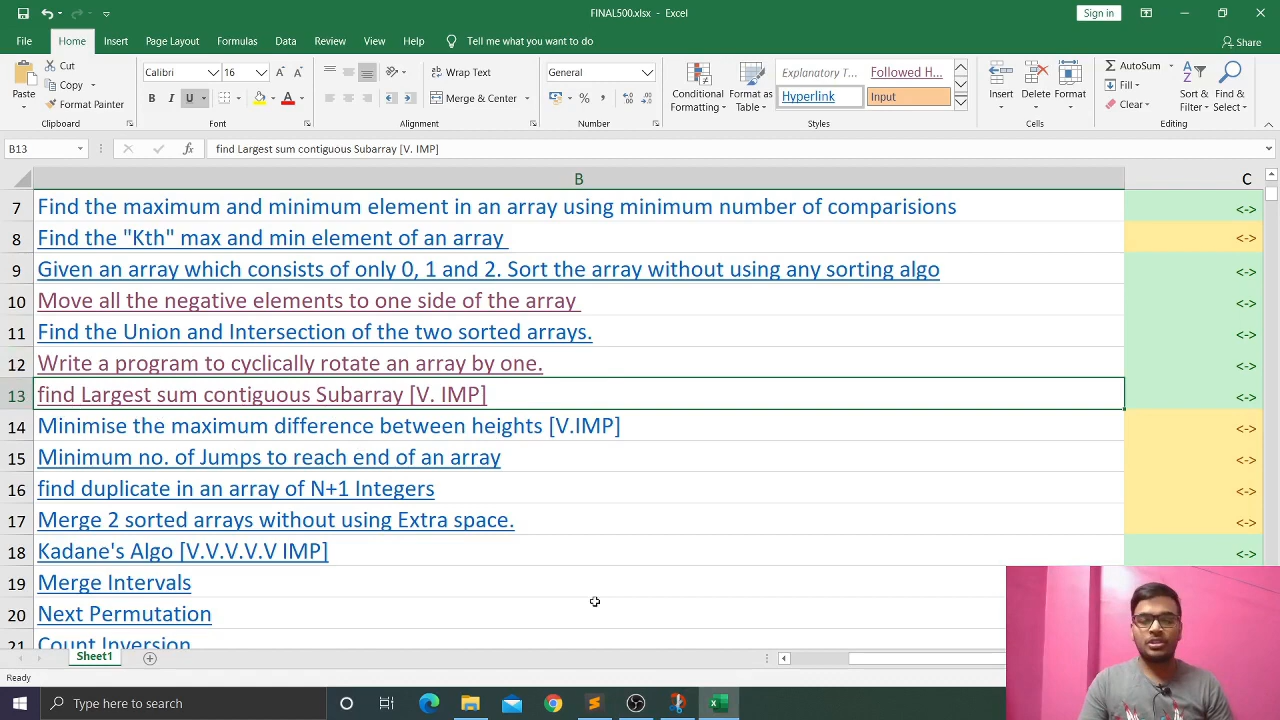 FINAL500.xlsx - Excel
Sign in
File Home Insert Page Layout Formulas Data Review View Help Tell me what you want to do Share
Paste
Cut
Copy
Format Painter
Clipboard
Calibri 16
B I U A
Font
Wrap Text
Merge & Center
Alignment
General
$ % ,
Number
Conditional Formatting
Format as Table
Explanatory T... Followed H...
Hyperlink Input
Styles
Insert Delete Format
Cells
AutoSum
Fill
Clear
Sort & Filter
Find & Select
Editing
B13 fx find Largest sum contiguous Subarray [V. IMP]
B C
7 Find the maximum and minimum element in an array using minimum number of comparisions <->
8 Find the "Kth" max and min element of an array <->
9 Given an array which consists of only 0, 1 and 2. Sort the array without using any sorting algo <->
10 Move all the negative elements to one side of the array <->
11 Find the Union and Intersection of the two sorted arrays. <->
12 Write a program to cyclically rotate an array by one. <->
13 find Largest sum contiguous Subarray [V. IMP] <->
14 Minimise the maximum difference between heights [V.IMP] <->
15 Minimum no. of Jumps to reach end of an array <->
16 find duplicate in an array of N+1 Integers <->
17 Merge 2 sorted arrays without using Extra space. <->
18 Kadane's Algo [V.V.V.V.V IMP] <->
19 Merge Intervals
20 Next Permutation
21 Count Inversion
Sheet1
Ready
Type here to search